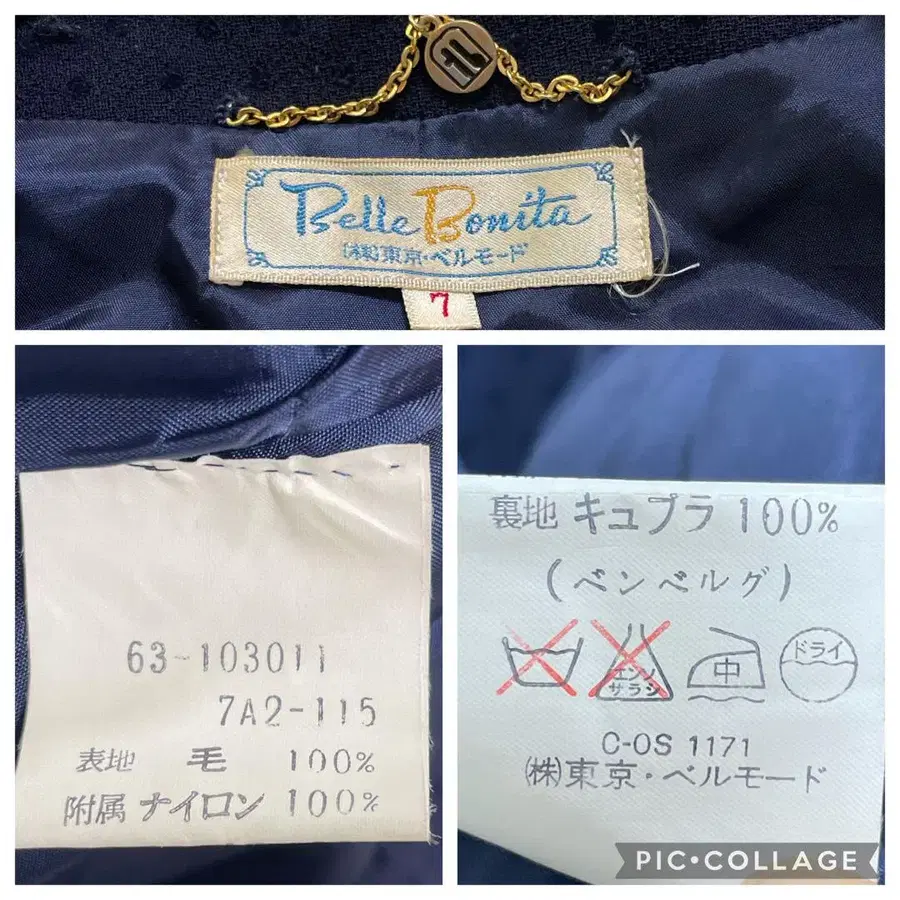 Belle Bonita
(株)東京・ベルモード
7
63-103011
7A2-115
表地 毛 100%
附属 ナイロン 100%
裏地 キュプラ 100%
(ベンベルグ)
エンソ
サラシ
中
ドライ
C-OS 1171
(株)東京・ベルモード
PIC•COLLAGE